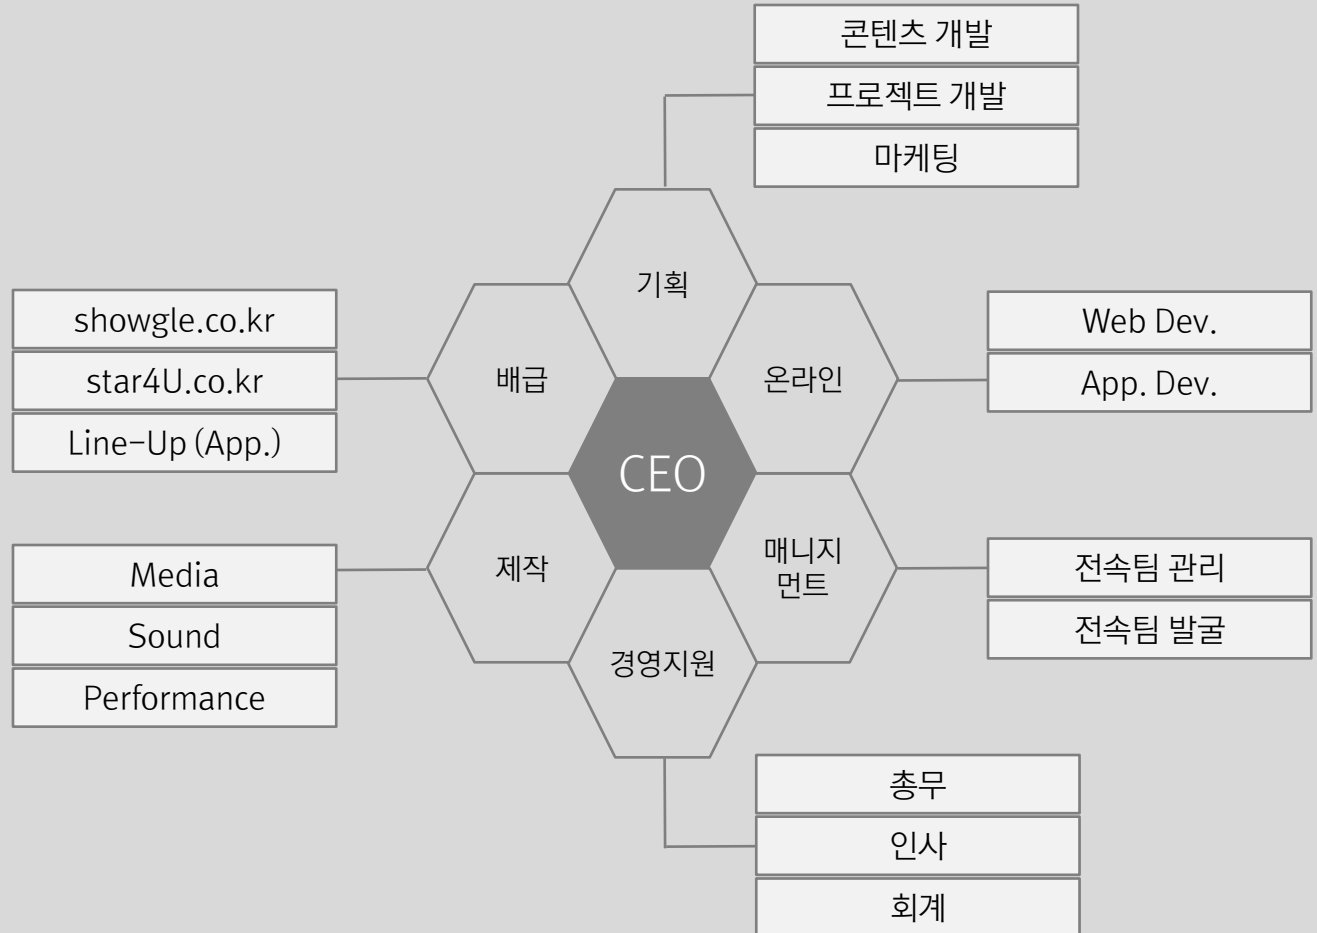 콘텐츠 개발
프로젝트 개발
마케팅
기획
showgle.co.kr
star4U.co.kr
Line-Up (App.)
배급
온라인
Web Dev.
App. Dev.
CEO
Media
Sound
Performance
제작
매니지
먼트
전속팀 관리
전속팀 발굴
경영지원
총무
인사
회계